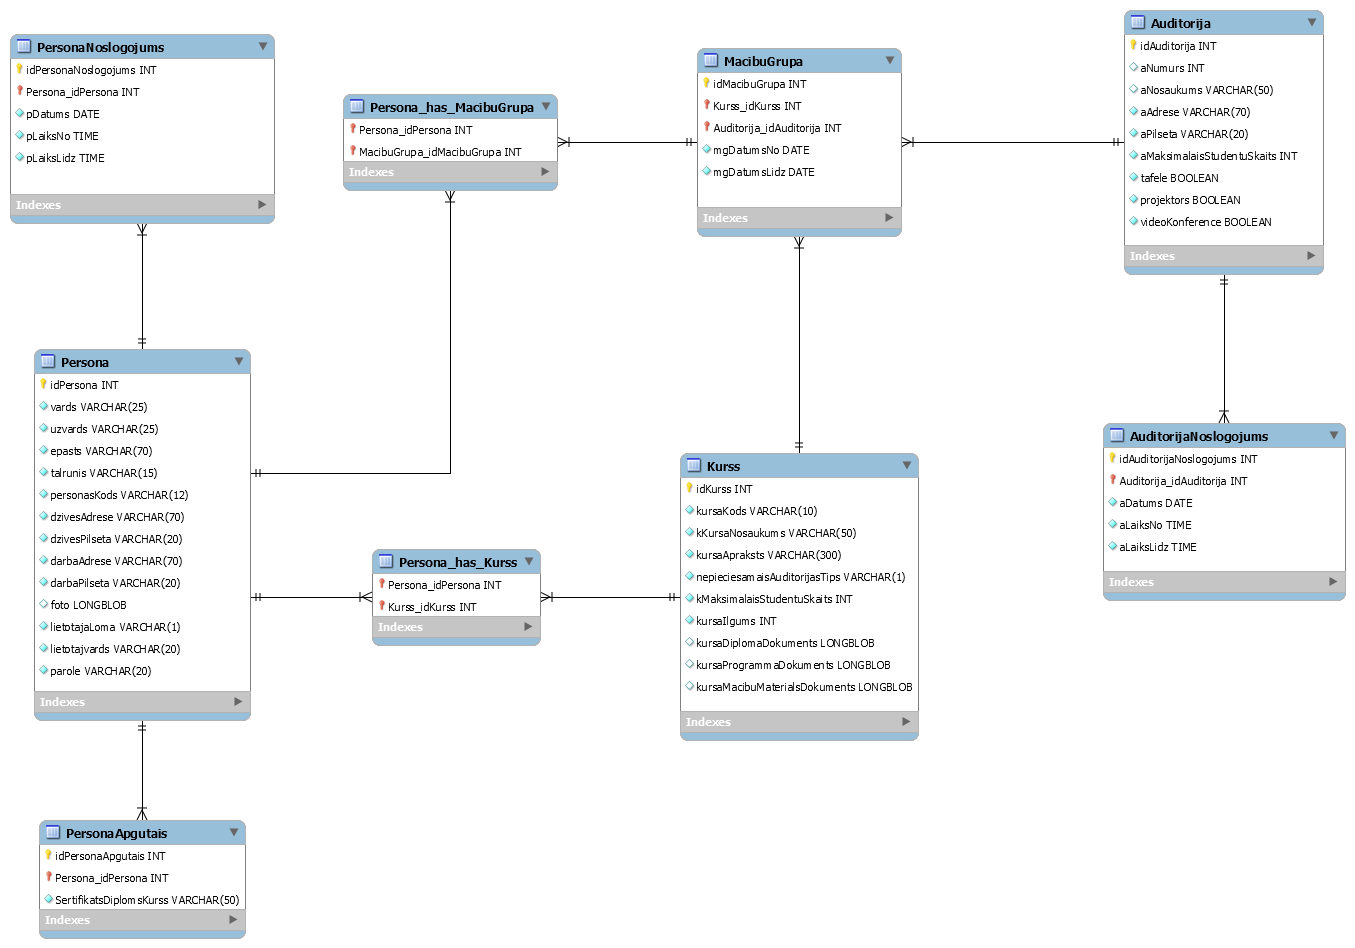 PersonaNoslogojums
idPersonaNoslogojums INT
Persona_idPersona INT
pDatums DATE
pLaiksNo TIME
pLaiksLidz TIME
Indexes
Persona_has_MacibuGrupa
Persona_idPersona INT
MacibuGrupa_idMacibuGrupa INT
Indexes
MacibuGrupa
idMacibuGrupa INT
Kurss_idKurss INT
Auditorija_idAuditorija INT
mgDatumsNo DATE
mgDatumsLidz DATE
Indexes
Auditorija
idAuditorija INT
aNumurs INT
aNosaukums VARCHAR(50)
aAdrese VARCHAR(70)
aPilseta VARCHAR(20)
aMaksimalaisStudentuSkaits INT
tafele BOOLEAN
projektors BOOLEAN
videoKonference BOOLEAN
Indexes
Persona
idPersona INT
vards VARCHAR(25)
uzvards VARCHAR(25)
epasts VARCHAR(70)
talrunis VARCHAR(15)
personasKods VARCHAR(12)
dzivesAdrese VARCHAR(70)
dzivesPilseta VARCHAR(20)
darbaAdrese VARCHAR(70)
darbaPilseta VARCHAR(20)
foto LONGBLOB
lietotajaLoma VARCHAR(1)
lietotajvards VARCHAR(20)
parole VARCHAR(20)
Indexes
Persona_has_Kurss
Persona_idPersona INT
Kurss_idKurss INT
Indexes
Kurss
idKurss INT
kursaKods VARCHAR(10)
kKursaNosaukums VARCHAR(50)
kursaApraksts VARCHAR(300)
nepieciesamaisAuditorijasTips VARCHAR(1)
kMaksimalaisStudentuSkaits INT
kursaIlgums INT
kursaDiplomaDokuments LONGBLOB
kursaProgrammaDokuments LONGBLOB
kursaMacibuMaterialsDokuments LONGBLOB
Indexes
AuditorijaNoslogojums
idAuditorijaNoslogojums INT
Auditorija_idAuditorija INT
aDatums DATE
aLaiksNo TIME
aLaiksLidz TIME
Indexes
PersonaApgutais
idPersonaApgutais INT
Persona_idPersona INT
SertifikatsDiplomsKurss VARCHAR(50)
Indexes